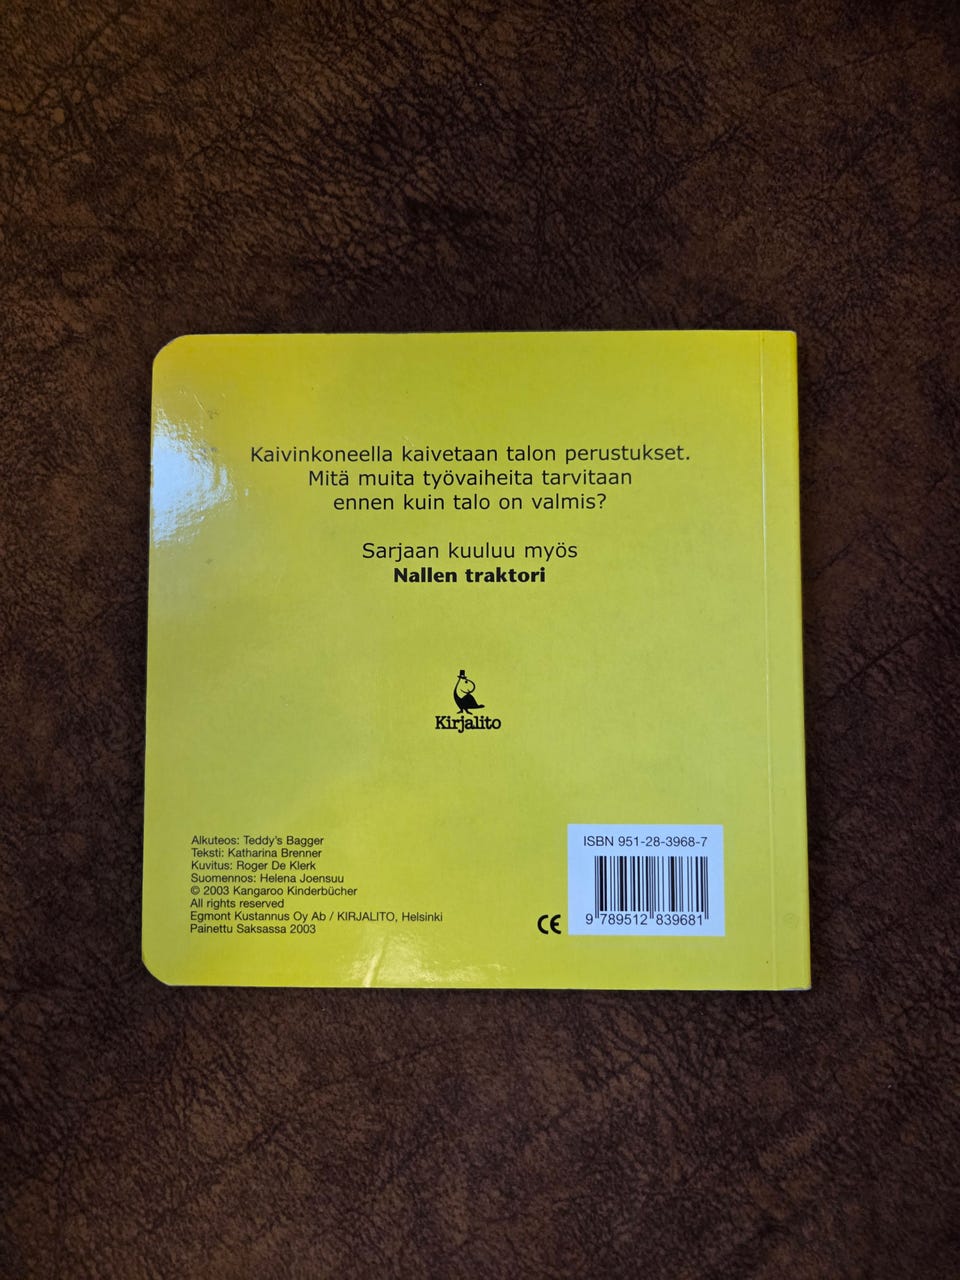 Kaivinkoneella kaivetaan talon perustukset.
Mitä muita työvaiheita tarvitaan
ennen kuin talo on valmis?
Sarjaan kuuluu myös
Nallen traktori
Kirjalito
Alkuteos: Teddy's Bagger
Teksti: Katharina Brenner
Kuvitus: Roger De Klerk
Suomennos: Helena Joensuu
© 2003 Kangaroo Kinderbücher
All rights reserved
Egmont Kustannus Oy Ab / KIRJALITO, Helsinki
Painettu Saksassa 2003
CE
ISBN 951-28-3968-7
9 789512 839681